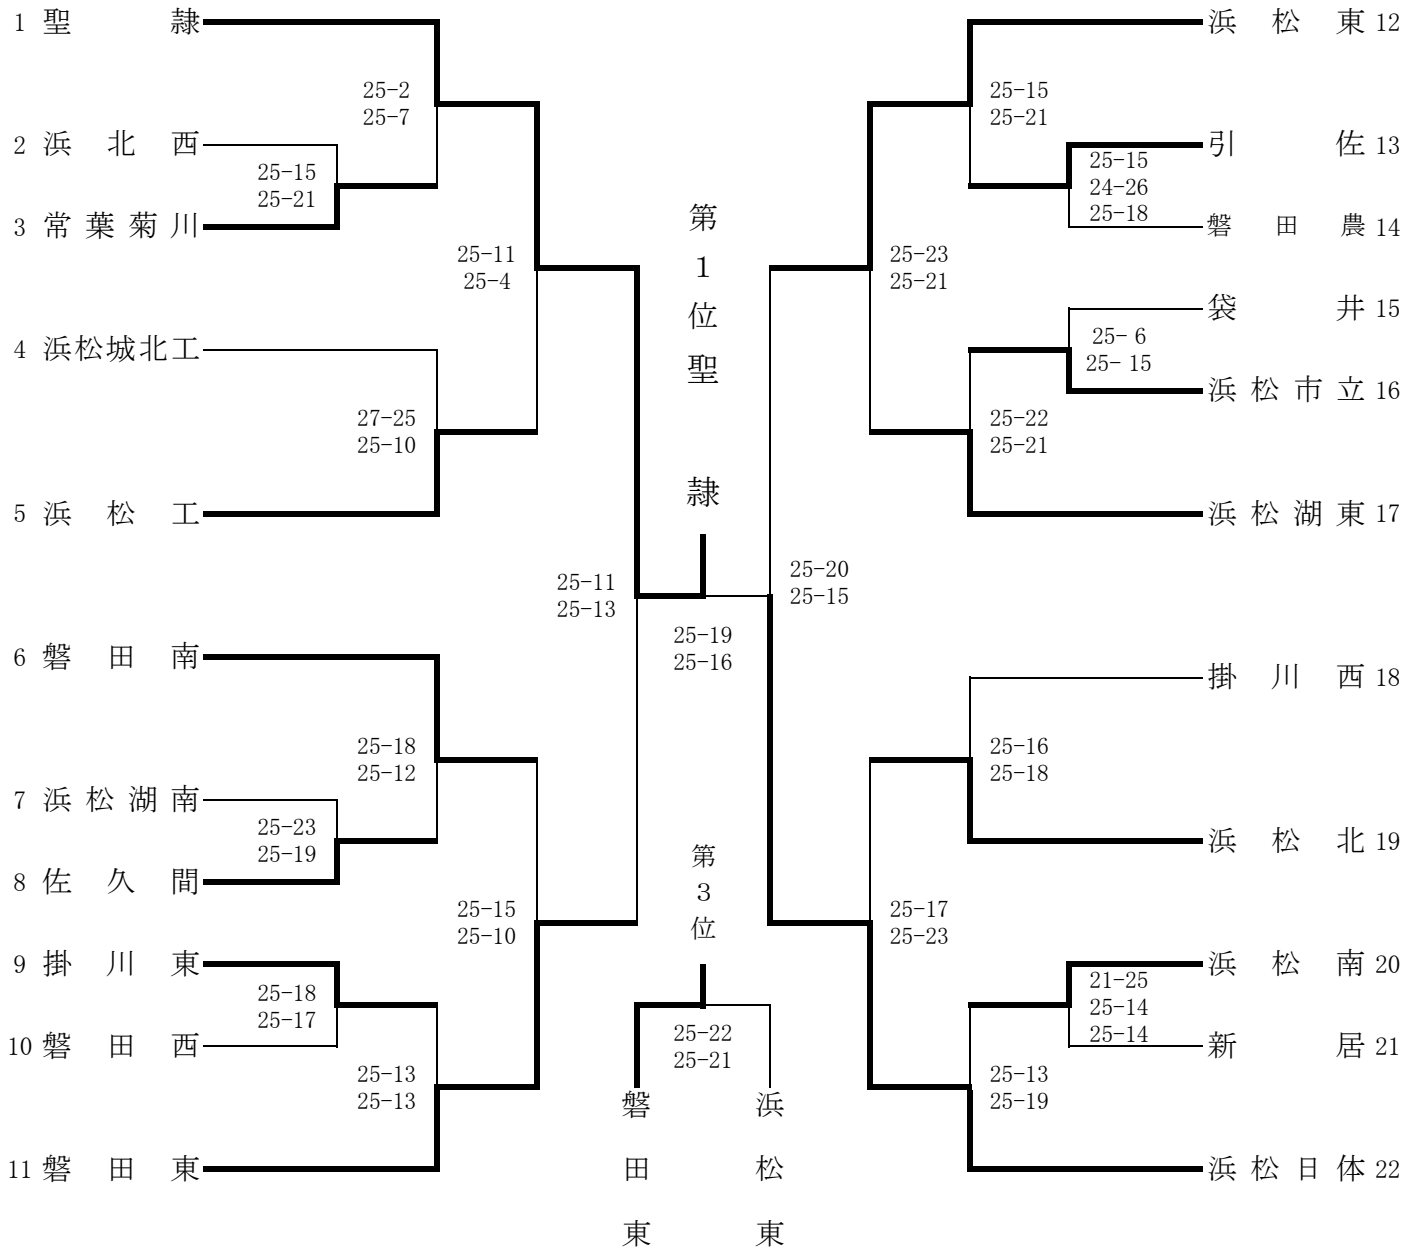 1 聖隷
25-2
25-7
2 浜北西
25-15
25-21
3 常葉菊川
25-11
25-4
4 浜松城北工
27-25
25-10
5 浜松工
25-11
25-13
6 磐田南
25-18
25-12
7 浜松湖南
25-23
25-19
8 佐久間
25-15
25-10
9 掛川東
25-18
25-17
10 磐田西
25-13
25-13
11 磐田東
第1位聖隷
25-19
25-16
第3位
25-22
25-21
磐田東
浜松東
浜松東 12
25-15
25-21
引佐 13
25-15
24-26
25-18
磐田農 14
25-23
25-21
袋井 15
25- 6
25- 15
浜松市立 16
25-22
25-21
浜松湖東 17
25-20
25-15
掛川西 18
25-16
25-18
浜松北 19
25-17
25-23
浜松南 20
21-25
25-14
25-14
新居 21
25-13
25-19
浜松日体 22